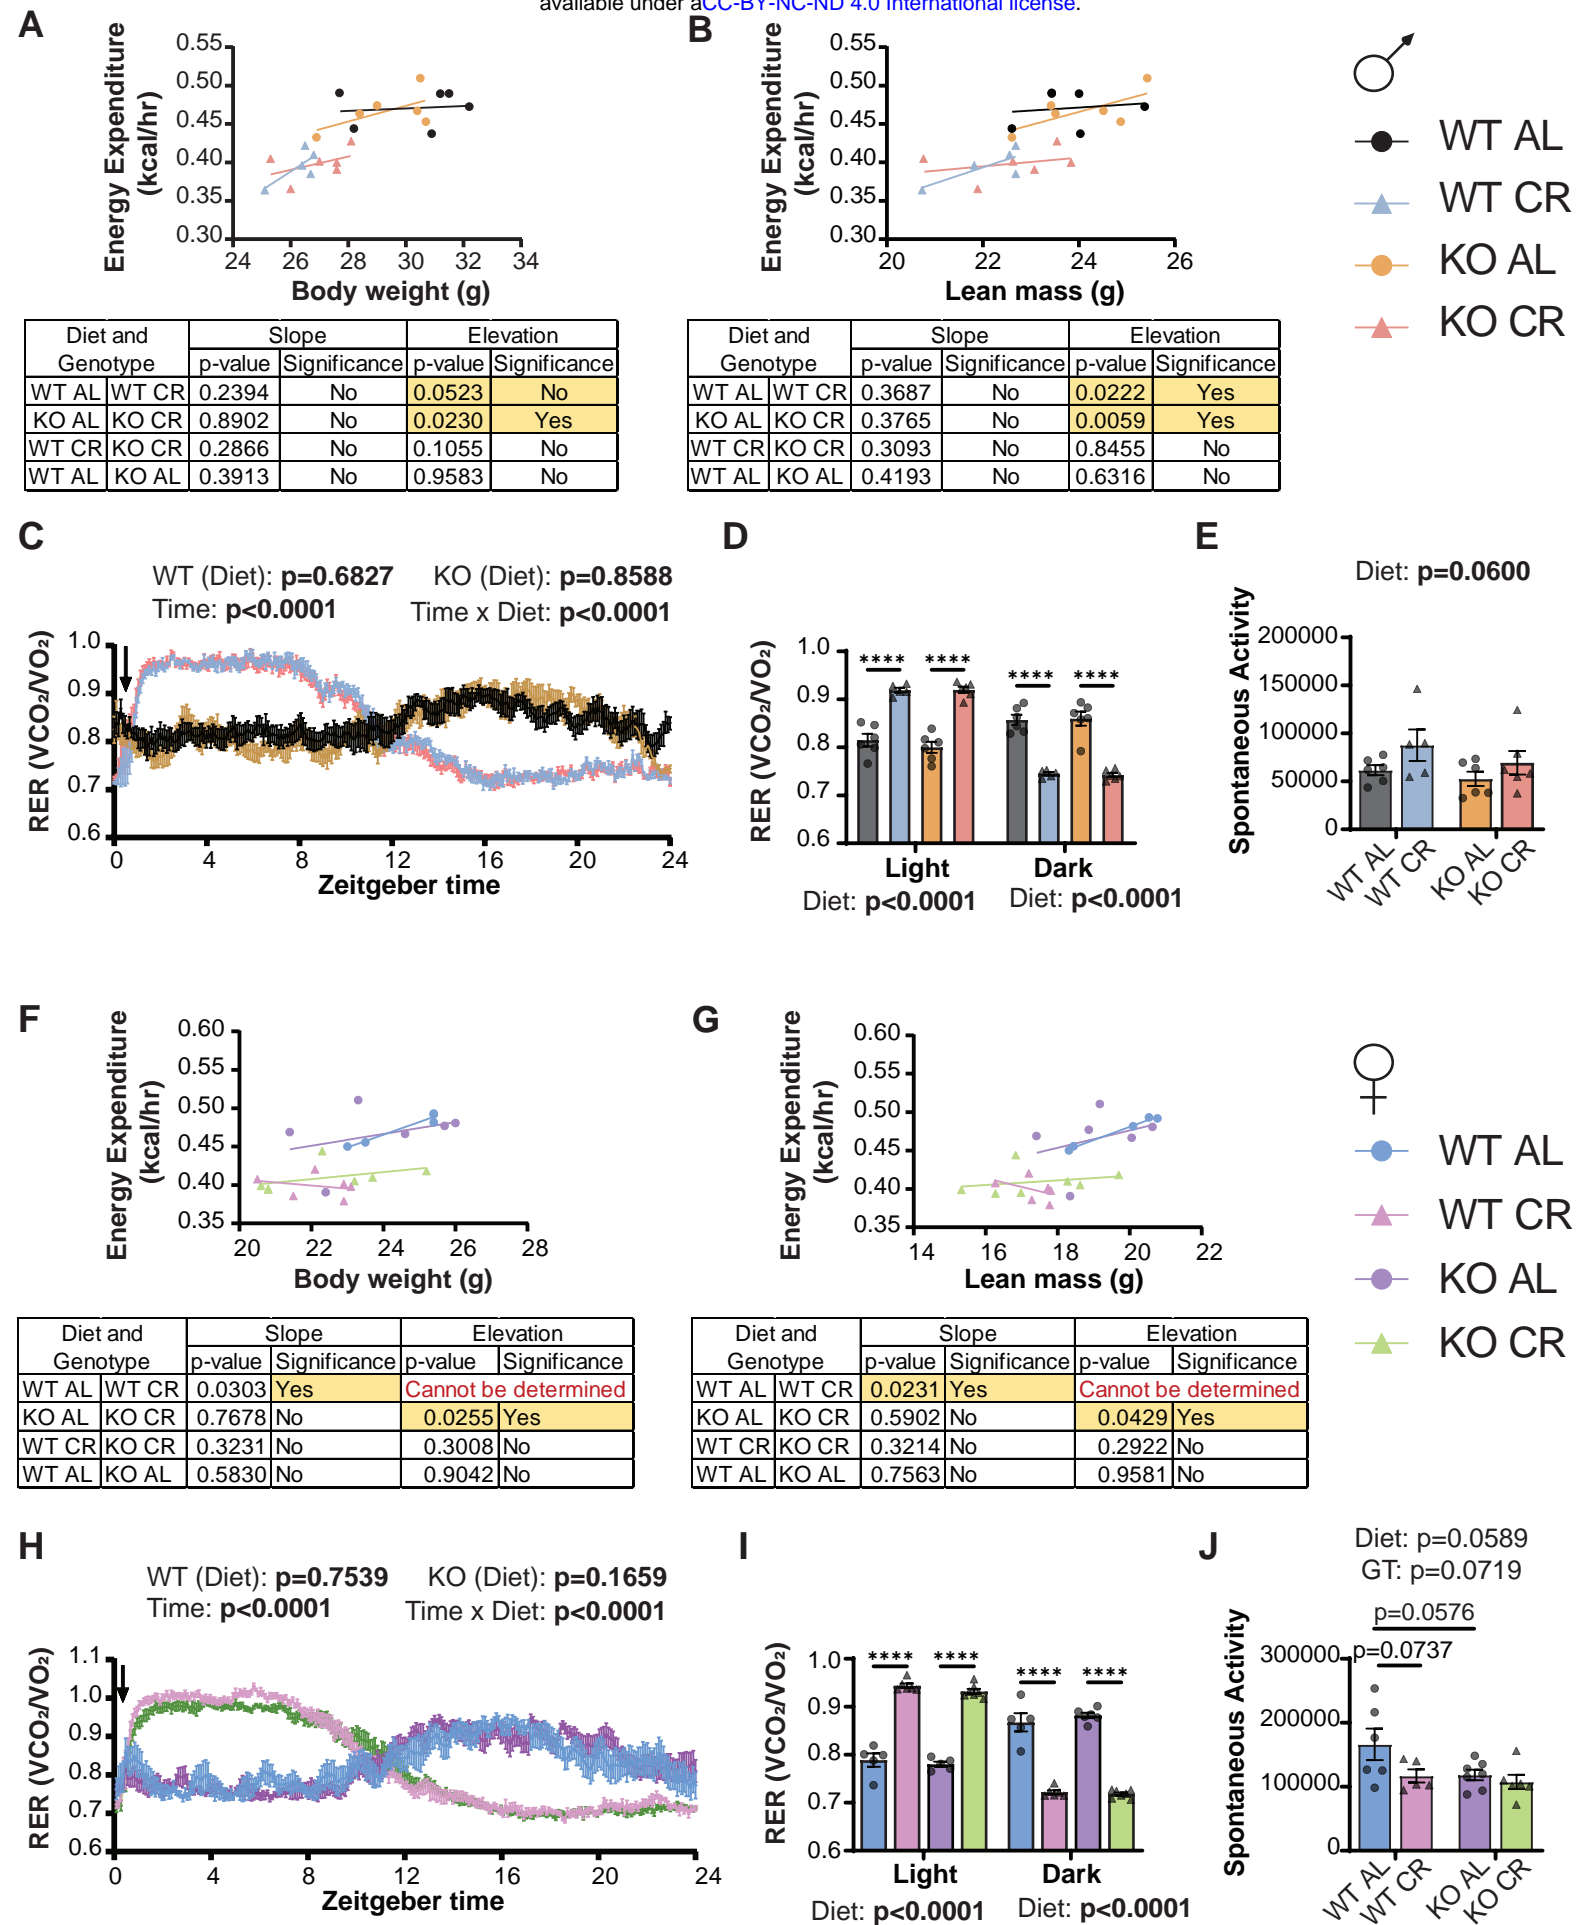 available under aCC-BY-NC-ND 4.0 International license.
A
Energy Expenditure
(kcal/hr)
0.55
0.50
0.45
0.40
0.35
0.30
24 26 28 30 32 34
Body weight (g)
B
Energy Expenditure
(kcal/hr)
0.55
0.50
0.45
0.40
0.35
0.30
20 22 24 26
Lean mass (g)
WT AL
WT CR
KO AL
KO CR
Diet and Genotype Slope Elevation
p-value Significance p-value Significance
WT AL WT CR 0.2394 No 0.0523 No
KO AL KO CR 0.8902 No 0.0230 Yes
WT CR KO CR 0.2866 No 0.1055 No
WT AL KO AL 0.3913 No 0.9583 No
Diet and Genotype Slope Elevation
p-value Significance p-value Significance
WT AL WT CR 0.3687 No 0.0222 Yes
KO AL KO CR 0.3765 No 0.0059 Yes
WT CR KO CR 0.3093 No 0.8455 No
WT AL KO AL 0.4193 No 0.6316 No
C
WT (Diet): p=0.6827 KO (Diet): p=0.8588
Time: p<0.0001 Time x Diet: p<0.0001
RER (VCO₂/VO₂)
1.0
0.9
0.8
0.7
0.6
0 4 8 12 16 20 24
Zeitgeber time
D
RER (VCO₂/VO₂)
1.0
0.9
0.8
0.7
0.6
**** **** **** ****
Light Dark
Diet: p<0.0001 Diet: p<0.0001
E
Diet: p=0.0600
Spontaneous Activity
200000
150000
100000
50000
0
WT AL WT CR KO AL KO CR
F
Energy Expenditure
(kcal/hr)
0.60
0.55
0.50
0.45
0.40
0.35
20 22 24 26 28
Body weight (g)
G
Energy Expenditure
(kcal/hr)
0.60
0.55
0.50
0.45
0.40
0.35
14 16 18 20 22
Lean mass (g)
WT AL
WT CR
KO AL
KO CR
Diet and Genotype Slope Elevation
p-value Significance p-value Significance
WT AL WT CR 0.0303 Yes Cannot be determined
KO AL KO CR 0.7678 No 0.0255 Yes
WT CR KO CR 0.3231 No 0.3008 No
WT AL KO AL 0.5830 No 0.9042 No
Diet and Genotype Slope Elevation
p-value Significance p-value Significance
WT AL WT CR 0.0231 Yes Cannot be determined
KO AL KO CR 0.5902 No 0.0429 Yes
WT CR KO CR 0.3214 No 0.2922 No
WT AL KO AL 0.7563 No 0.9581 No
H
WT (Diet): p=0.7539 KO (Diet): p=0.1659
Time: p<0.0001 Time x Diet: p<0.0001
RER (VCO₂/VO₂)
1.1
1.0
0.9
0.8
0.7
0.6
0 4 8 12 16 20 24
Zeitgeber time
I
RER (VCO₂/VO₂)
1.0
0.9
0.8
0.7
0.6
**** **** **** ****
Light Dark
Diet: p<0.0001 Diet: p<0.0001
J
Diet: p=0.0589
GT: p=0.0719
p=0.0576
p=0.0737
Spontaneous Activity
300000
200000
100000
0
WT AL WT CR KO AL KO CR